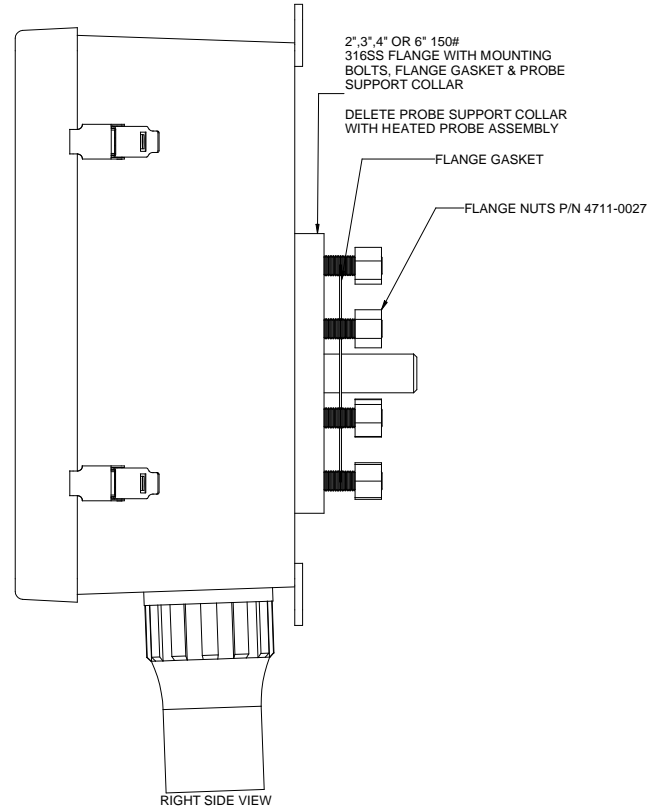 2",3",4" OR 6" 150#
316SS FLANGE WITH MOUNTING
BOLTS, FLANGE GASKET & PROBE
SUPPORT COLLAR
DELETE PROBE SUPPORT COLLAR
WITH HEATED PROBE ASSEMBLY
FLANGE GASKET
FLANGE NUTS P/N 4711-0027
RIGHT SIDE VIEW